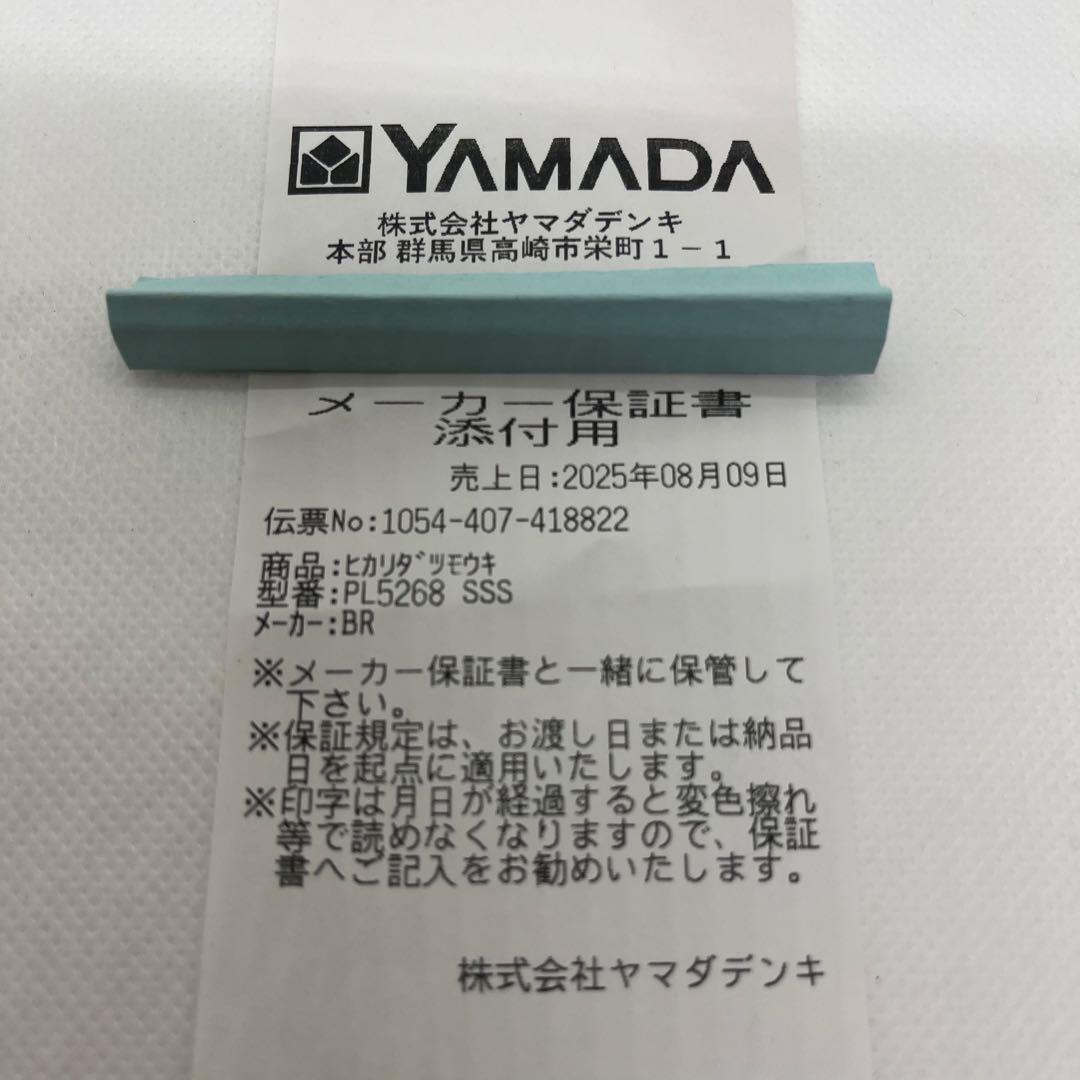 YAMADA
株式会社ヤマダデンキ
本部 群馬県高崎市栄町1-1
メーカー保証書
添付用
売上日:2025年08月09日
伝票No:1054-407-418822
商品:ﾋｶﾘﾀﾞﾂﾓｳｷ
型番:PL5268 SSS
ﾒｰｶｰ:BR
※メーカー保証書と一緒に保管して
下さい。
※保証規定は、お渡し日または納品
日を起点に適用いたします。
※印字は月日が経過すると変色擦れ
等で読めなくなりますので、保証
書へご記入をお勧めいたします。
株式会社ヤマダデンキ